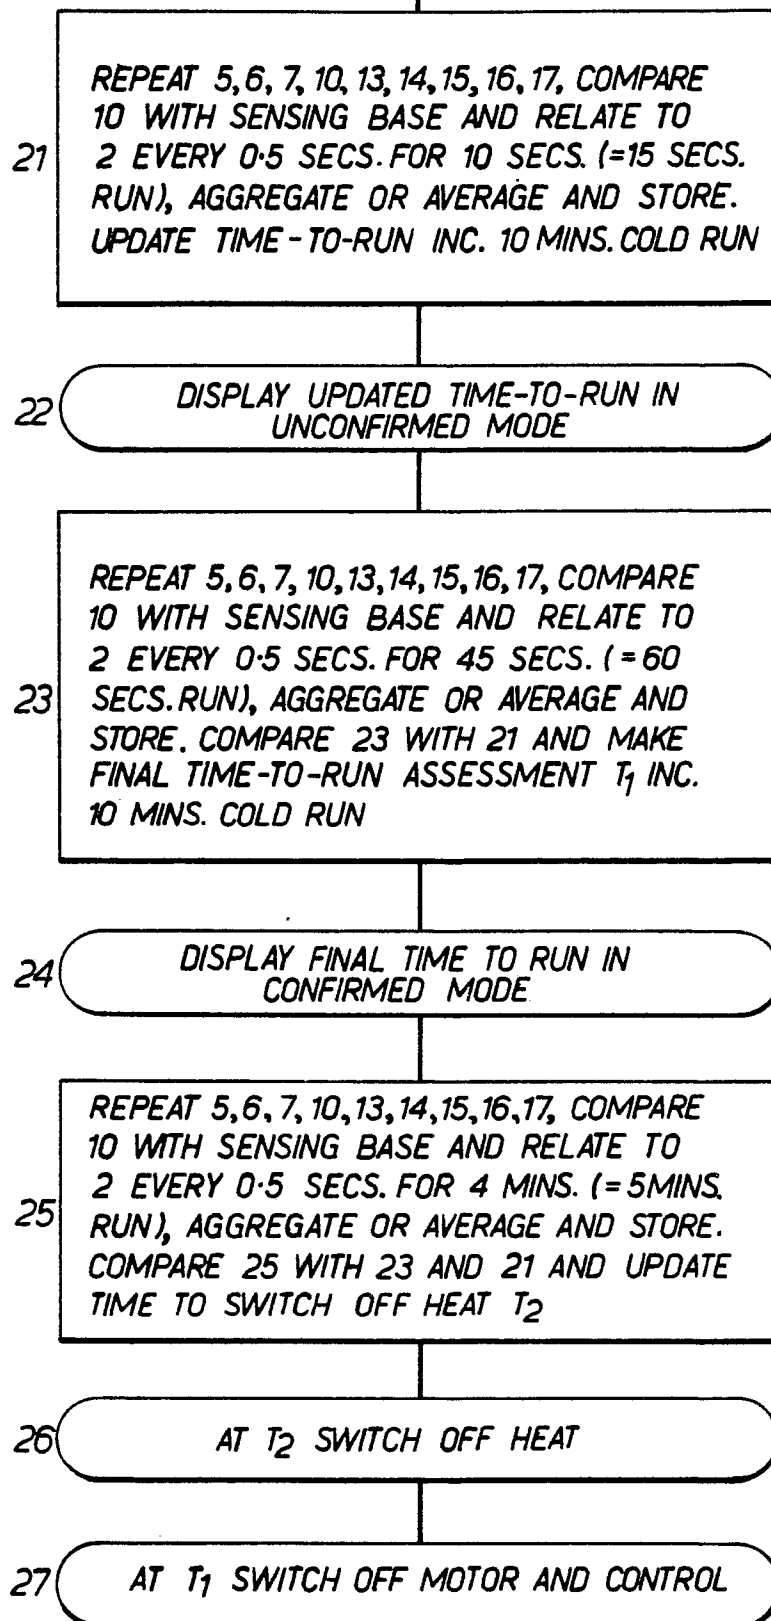 REPEAT 5, 6, 7, 10, 13, 14, 15, 16, 17, COMPARE
10 WITH SENSING BASE AND RELATE TO
21
2 EVERY 0·5 SECS. FOR 10 SECS. (=15 SECS.
RUN), AGGREGATE OR AVERAGE AND STORE.
UPDATE TIME-TO-RUN INC. 10 MINS. COLD RUN
DISPLAY UPDATED TIME-TO-RUN IN
22
UNCONFIRMED MODE
REPEAT 5, 6, 7, 10, 13, 14, 15, 16, 17, COMPARE
10 WITH SENSING BASE AND RELATE TO
2 EVERY 0·5 SECS. FOR 45 SECS. (=60
23
SECS. RUN), AGGREGATE OR AVERAGE AND
STORE. COMPARE 23 WITH 21 AND MAKE
FINAL TIME-TO-RUN ASSESSMENT T1 INC.
10 MINS. COLD RUN
DISPLAY FINAL TIME TO RUN IN
24
CONFIRMED MODE
REPEAT 5, 6, 7, 10, 13, 14, 15, 16, 17, COMPARE
10 WITH SENSING BASE AND RELATE TO
2 EVERY 0·5 SECS. FOR 4 MINS. (=5MINS.
25
RUN), AGGREGATE OR AVERAGE AND STORE.
COMPARE 25 WITH 23 AND 21 AND UPDATE
TIME TO SWITCH OFF HEAT T2
26
AT T2 SWITCH OFF HEAT
27
AT T1 SWITCH OFF MOTOR AND CONTROL